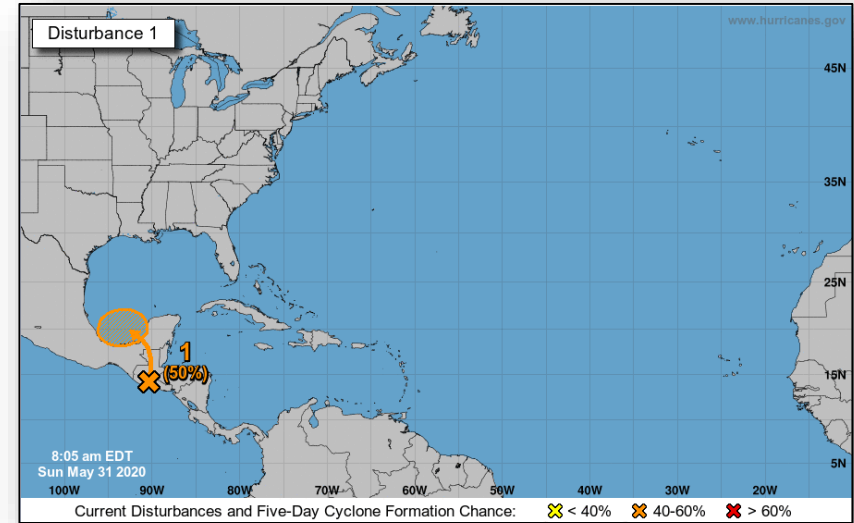 Disturbance 1
www.hurricanes.gov
45N
35N
25N
1
(50%)
15N
8:05 am EDT
Sun May 31 2020
5N
100W 90W 80W 70W 60W 50W 40W 30W 20W
Current Disturbances and Five-Day Cyclone Formation Chance: < 40% 40-60% > 60%